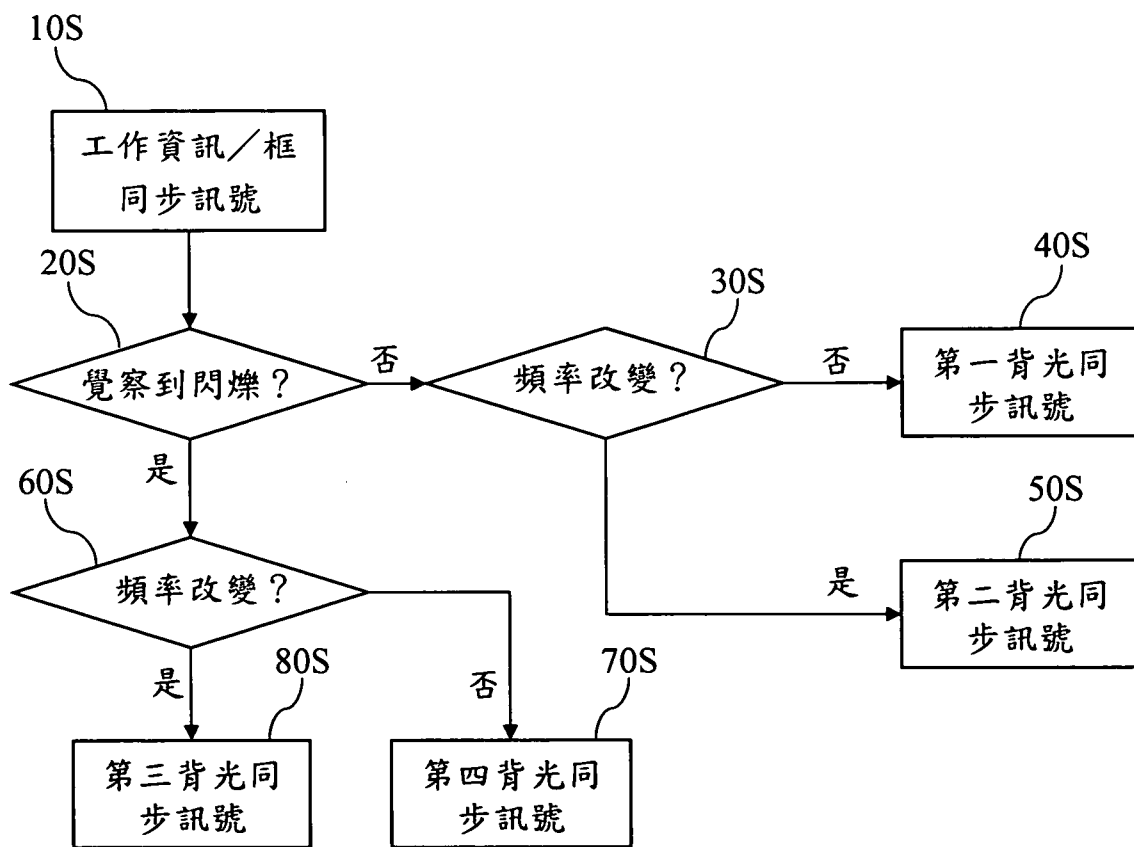 10S
工作資訊／框
同步訊號
20S
覺察到閃爍？
否
30S
頻率改變？
否
40S
第一背光同
步訊號
是
50S
第二背光同
步訊號
是
60S
頻率改變？
是
80S
第三背光同
步訊號
否
70S
第四背光同
步訊號